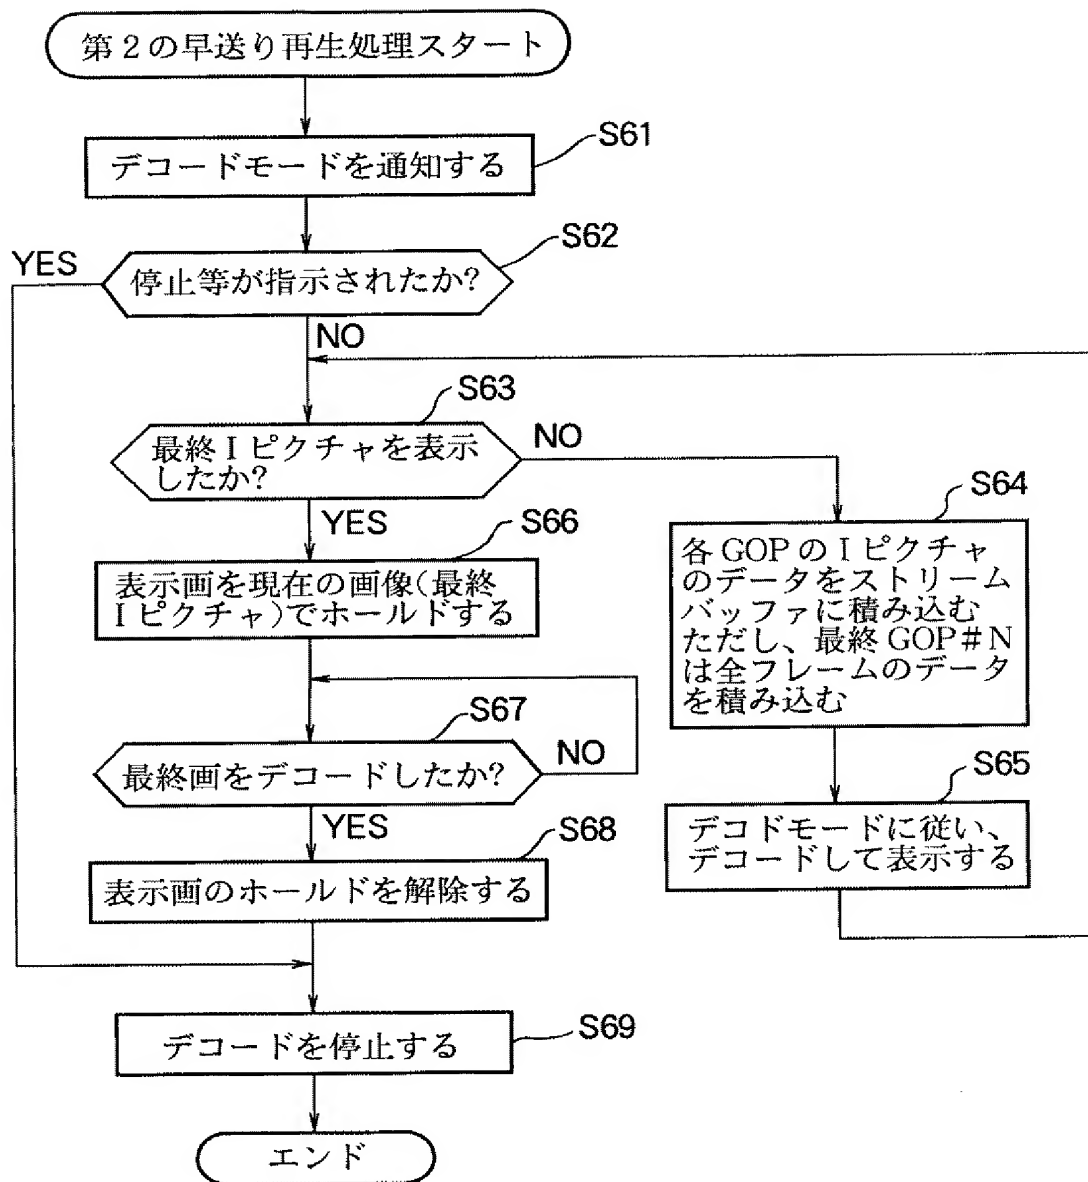 第2の早送り再生処理スタート
S61
デコードモードを通知する
S62
YES
停止等が指示されたか?
NO
S63
最終Iピクチャを表示
したか?
NO
S64
YES
S66
各GOPのIピクチャ
のデータをストリーム
バッファに積み込む
ただし、最終GOP#N
は全フレームのデータ
を積み込む
表示画を現在の画像(最終
Iピクチャ)でホールドする
S67
最終画をデコードしたか?
NO
S65
デコドモードに従い、
デコードして表示する
YES
S68
表示画のホールドを解除する
S69
デコードを停止する
エンド